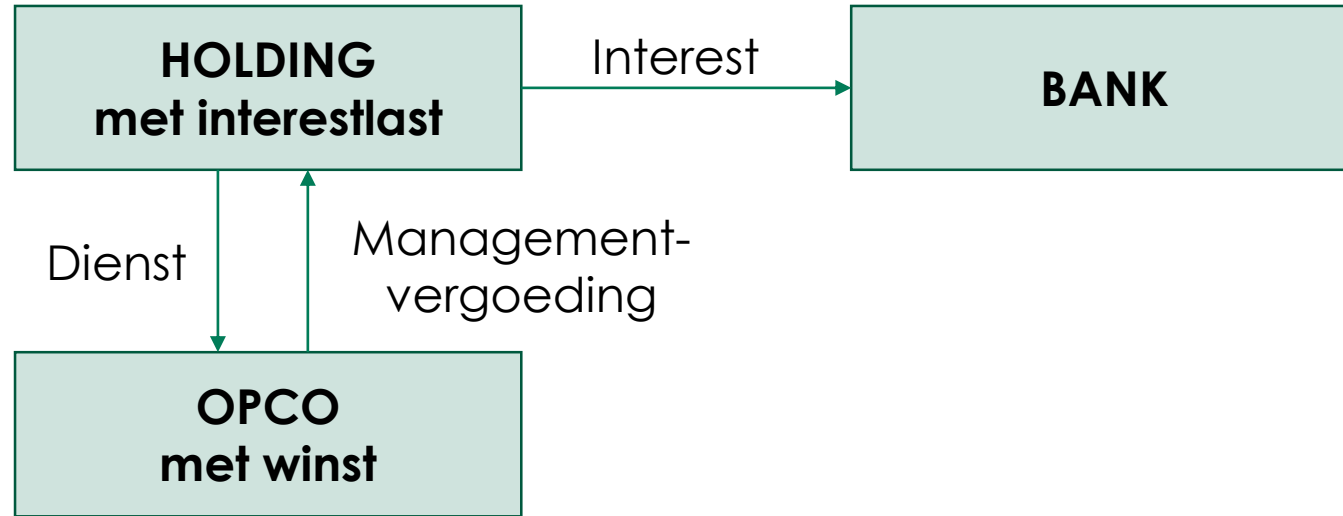 HOLDING
met interestlast
Interest
BANK
Dienst
Management-
vergoeding
OPCO
met winst